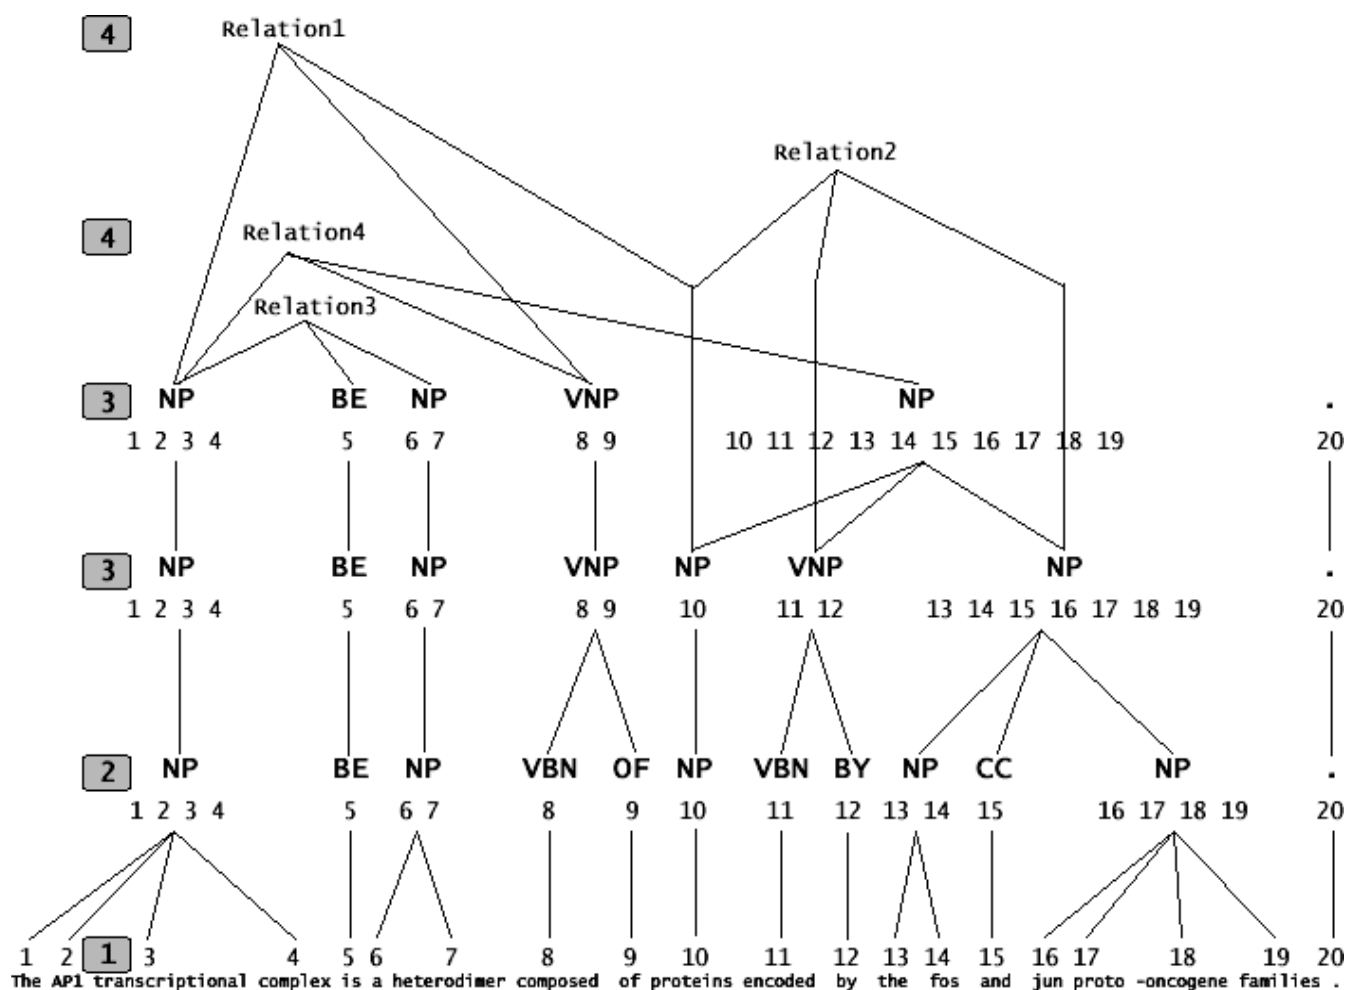 4 Relation1
Relation2
4 Relation4
Relation3
3 NP BE NP VNP NP .
1 2 3 4 5 6 7 8 9 10 11 12 13 14 15 16 17 18 19 20
3 NP BE NP VNP NP VNP NP .
1 2 3 4 5 6 7 8 9 10 11 12 13 14 15 16 17 18 19 20
2 NP BE NP VBN OF NP VBN BY NP CC NP .
1 2 3 4 5 6 7 8 9 10 11 12 13 14 15 16 17 18 19 20
1 2 1 3 4 5 6 7 8 9 10 11 12 13 14 15 16 17 18 19 20
The AP1 transcriptional complex is a heterodimer composed of proteins encoded by the fos and jun proto -oncogene families .